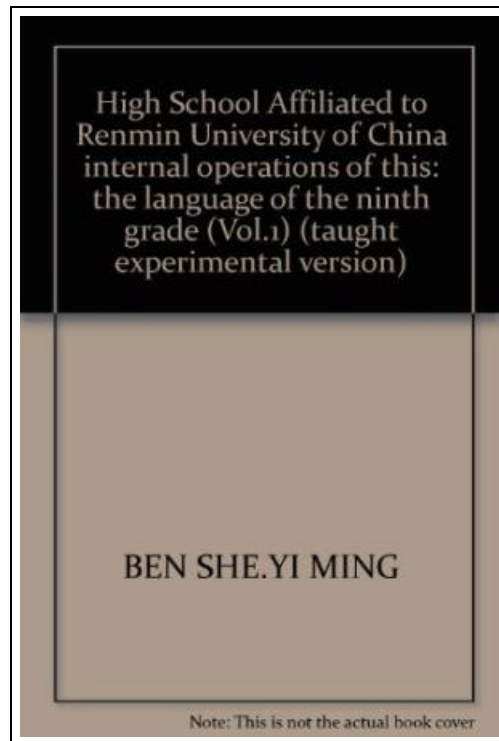 High School Affiliated to
Renmin University of China
internal operations of this:
the language of the ninth
grade (Vol.1) (taught
experimental version)
BEN SHE.YI MING
Note: This is not the actual book cover